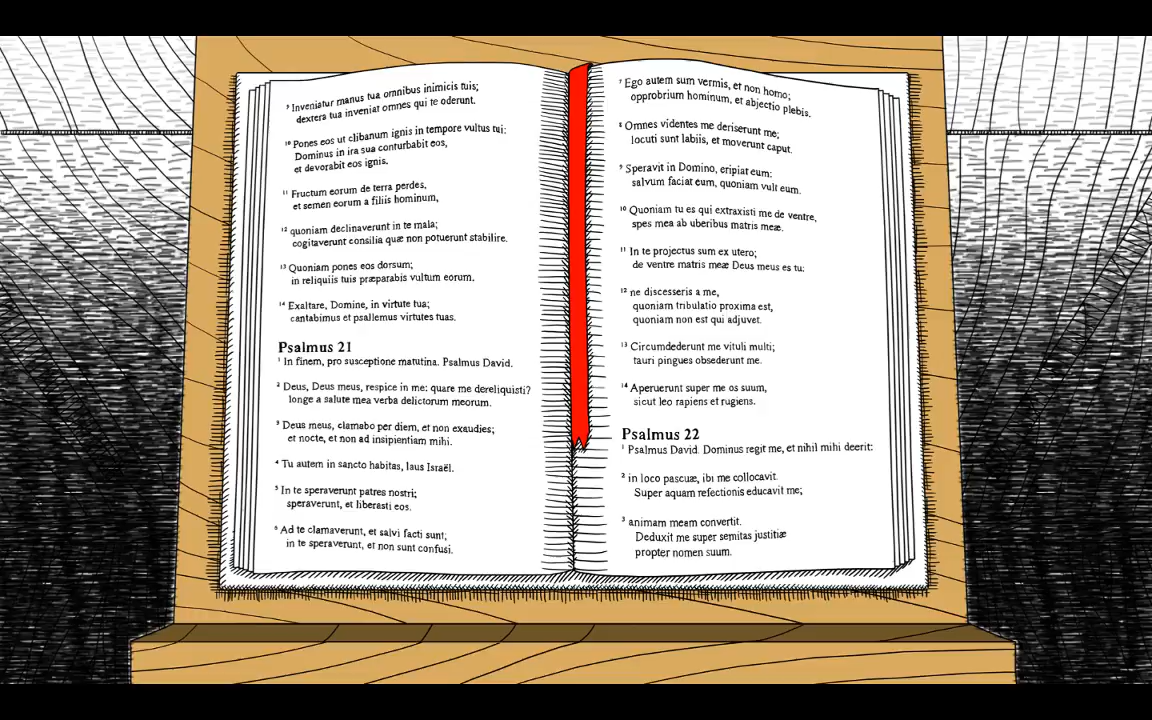 ⁹ Inveniatur manus tua omnibus inimicis tuis;
dextera tua inveniat omnes qui te oderunt.
¹⁰ Pones eos ut clibanum ignis in tempore vultus tui:
Dominus in ira sua conturbabit eos,
et devorabit eos ignis.
¹¹ Fructum eorum de terra perdes,
et semen eorum a filiis hominum,
¹² quoniam declinaverunt in te mala;
cogitaverunt consilia quæ non potuerunt stabilire.
¹³ Quoniam pones eos dorsum;
in reliquiis tuis præparabis vultum eorum.
¹⁴ Exaltare, Domine, in virtute tua;
cantabimus et psallemus virtutes tuas.
Psalmus 21
¹ In finem, pro susceptione matutina. Psalmus David.
² Deus, Deus meus, respice in me: quare me dereliquisti?
longe a salute mea verba delictorum meorum.
³ Deus meus, clamabo per diem, et non exaudies;
et nocte, et non ad insipientiam mihi.
⁴ Tu autem in sancto habitas, laus Israël.
⁵ In te speraverunt patres nostri;
speraverunt, et liberasti eos.
⁶ Ad te clamaverunt, et salvi facti sunt;
in te speraverunt, et non sunt confusi.
⁷ Ego autem sum vermis, et non homo;
opprobrium hominum, et abjectio plebis.
⁸ Omnes videntes me deriserunt me;
locuti sunt labiis, et moverunt caput.
⁹ Speravit in Domino, eripiat eum:
salvum faciat eum, quoniam vult eum.
¹⁰ Quoniam tu es qui extraxisti me de ventre,
spes mea ab uberibus matris meæ.
¹¹ In te projectus sum ex utero;
de ventre matris meæ Deus meus es tu:
¹² ne discesseris a me,
quoniam tribulatio proxima est,
quoniam non est qui adjuvet.
¹³ Circumdederunt me vituli multi;
tauri pingues obsederunt me.
¹⁴ Aperuerunt super me os suum,
sicut leo rapiens et rugiens.
Psalmus 22
¹ Psalmus David. Dominus regit me, et nihil mihi deerit:
² in loco pascuæ, ibi me collocavit.
Super aquam refectionis educavit me;
³ animam meam convertit.
Deduxit me super semitas justitiæ
propter nomen suum.